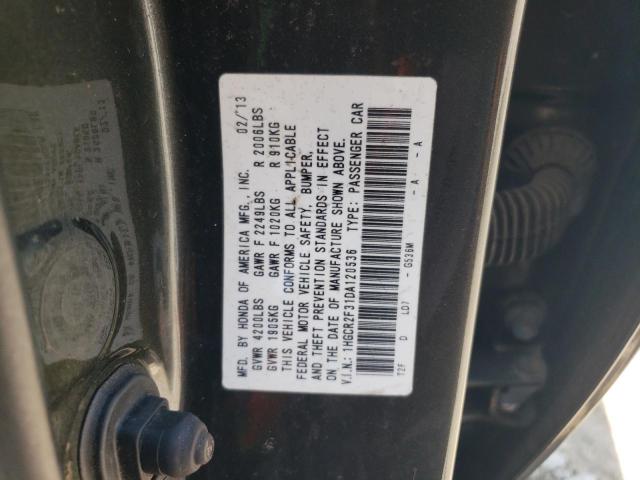 MFD. BY HONDA OF AMERICA MFG., INC. 02/13
GVWR 4200LBS GAWR F 2249LBS R 2006LBS
GVWR 1905KG GAWR F 1020KG R 910KG
THIS VEHICLE CONFORMS TO ALL APPLICABLE
FEDERAL MOTOR VEHICLE SAFETY, BUMPER,
AND THEFT PREVENTION STANDARDS IN EFFECT
ON THE DATE OF MANUFACTURE SHOWN ABOVE.
V.I.N.: 1HGCR2F31DA120536 TYPE: PASSENGER CAR
T2F D LD7 - G536M - A - A